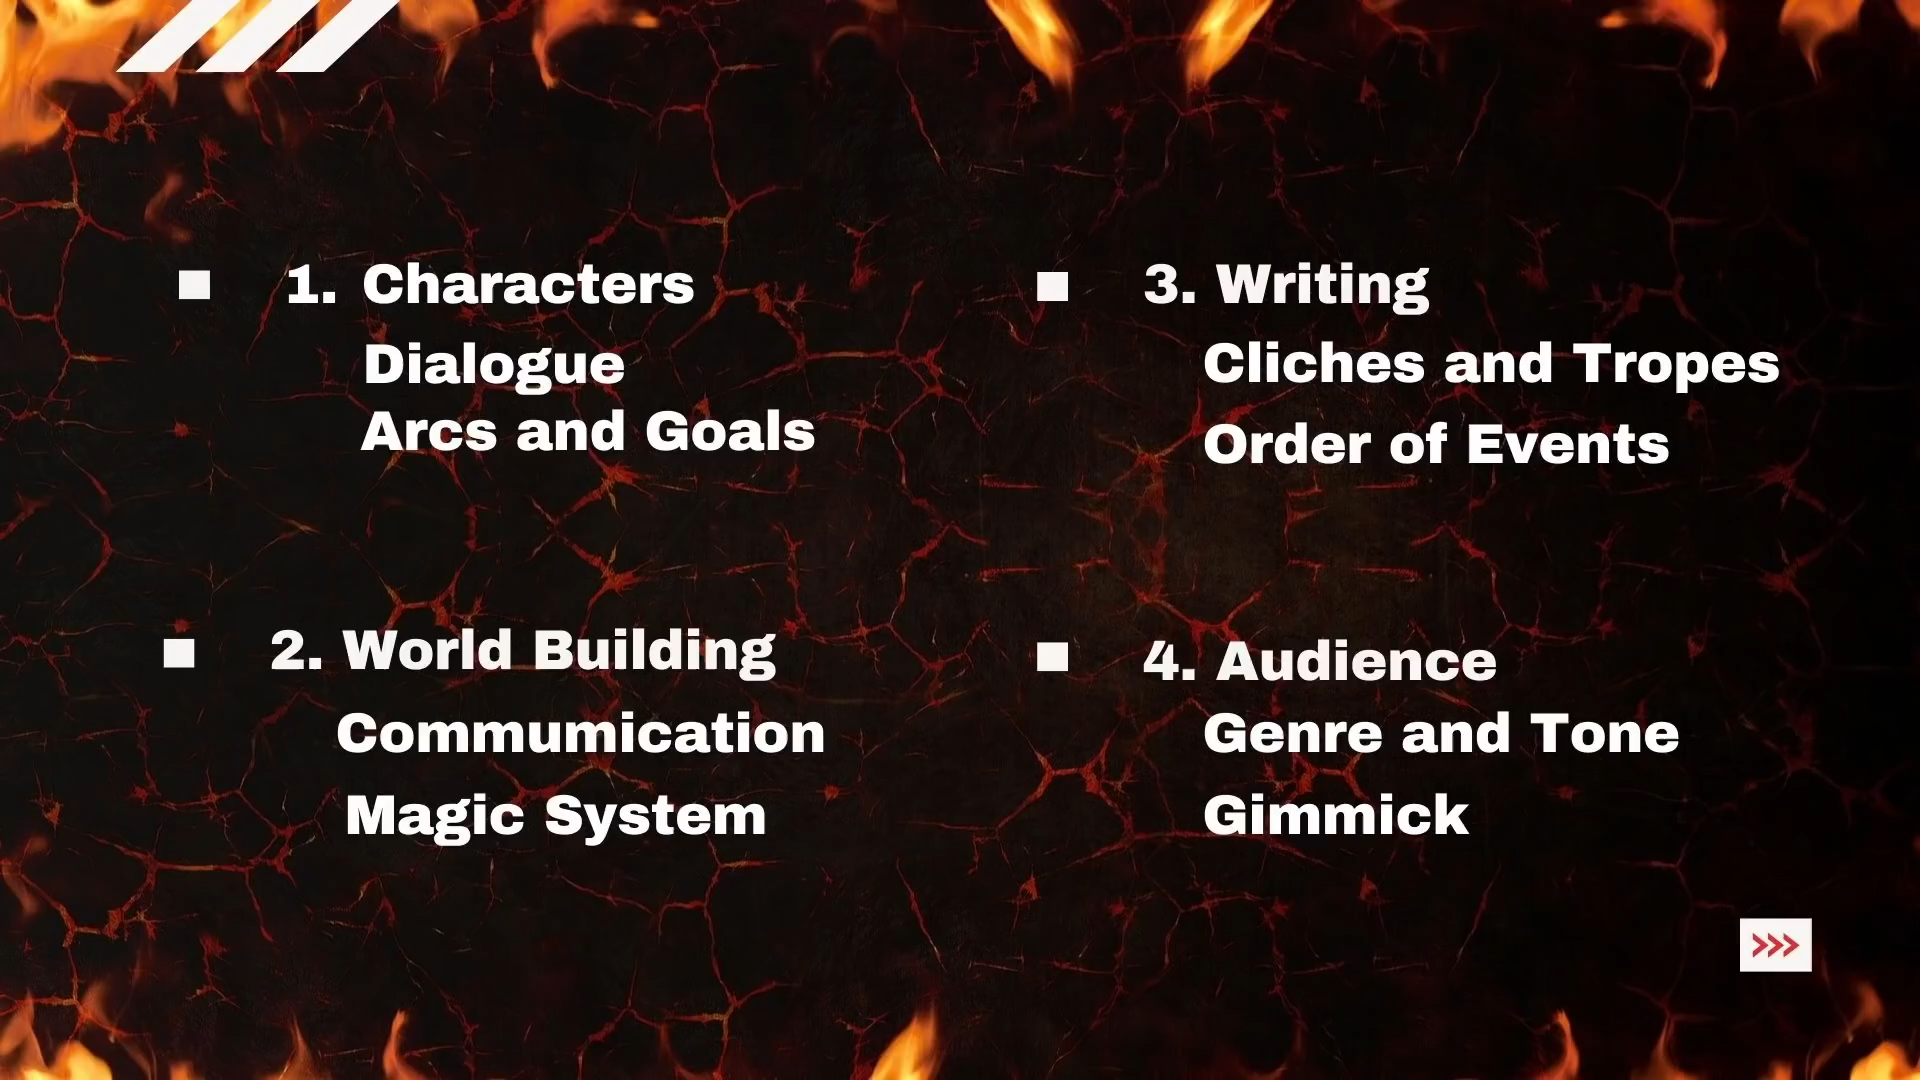 1. Characters
Dialogue
Arcs and Goals
2. World Building
Commumication
Magic System
3. Writing
Cliches and Tropes
Order of Events
4. Audience
Genre and Tone
Gimmick